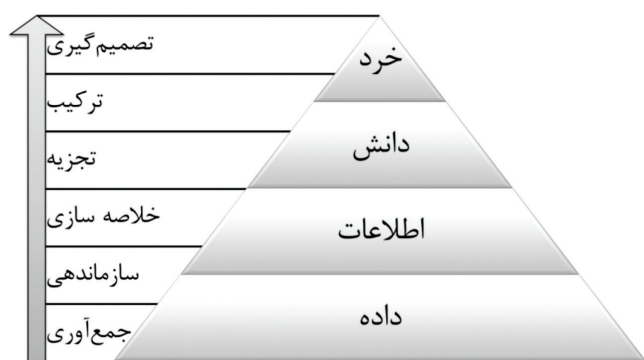 خرد
دانش
اطلاعات
داده
تصمیم‌گیری
ترکیب
تجزیه
خلاصه سازی
سازماندهی
جمع‌آوری